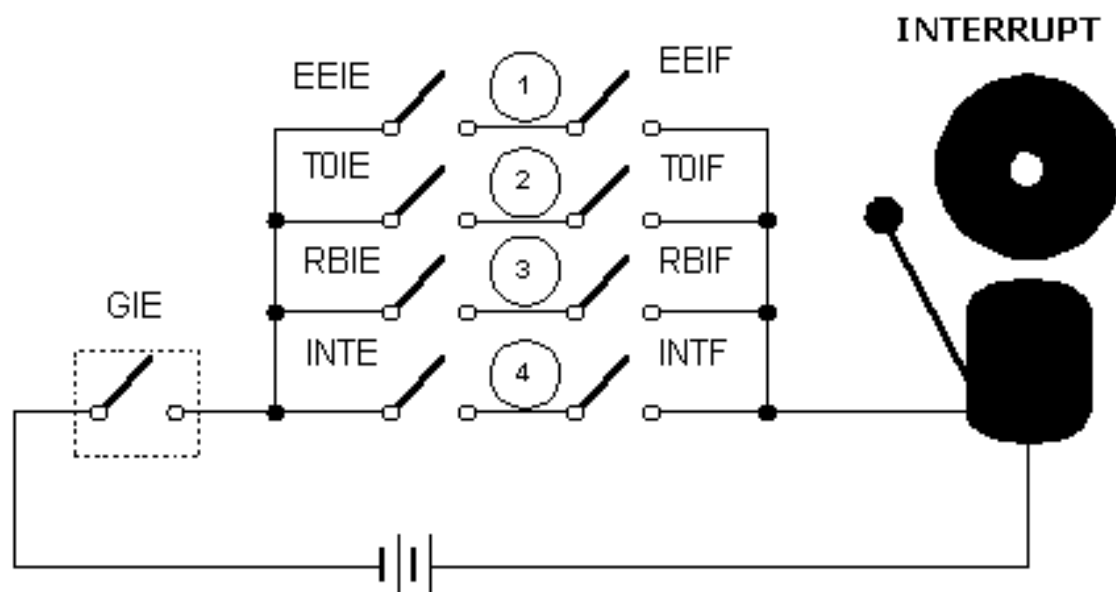 INTERRUPT
EEIE 1 EEIF
T0IE 2 T0IF
RBIE 3 RBIF
GIE
INTE 4 INTF